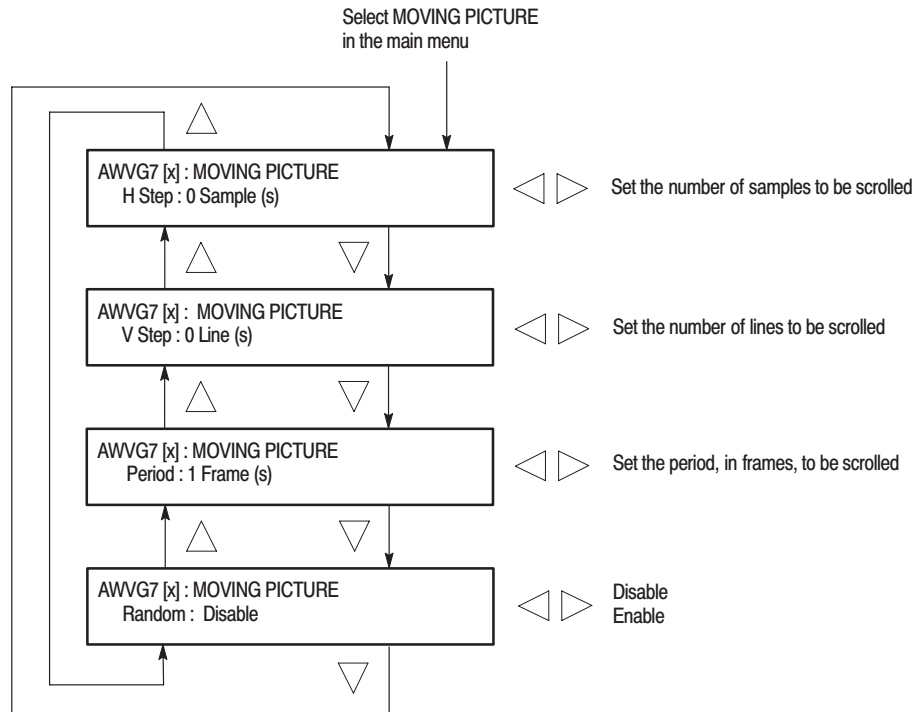 Select MOVING PICTURE
in the main menu
AWVG7 [x] : MOVING PICTURE
H Step : 0 Sample (s)
Set the number of samples to be scrolled
AWVG7 [x] :  MOVING PICTURE
V Step : 0 Line (s)
Set the number of lines to be scrolled
AWVG7 [x] : MOVING PICTURE
Period : 1 Frame (s)
Set the period, in frames, to be scrolled
AWVG7 [x] : MOVING PICTURE
Random :  Disable
Disable
Enable